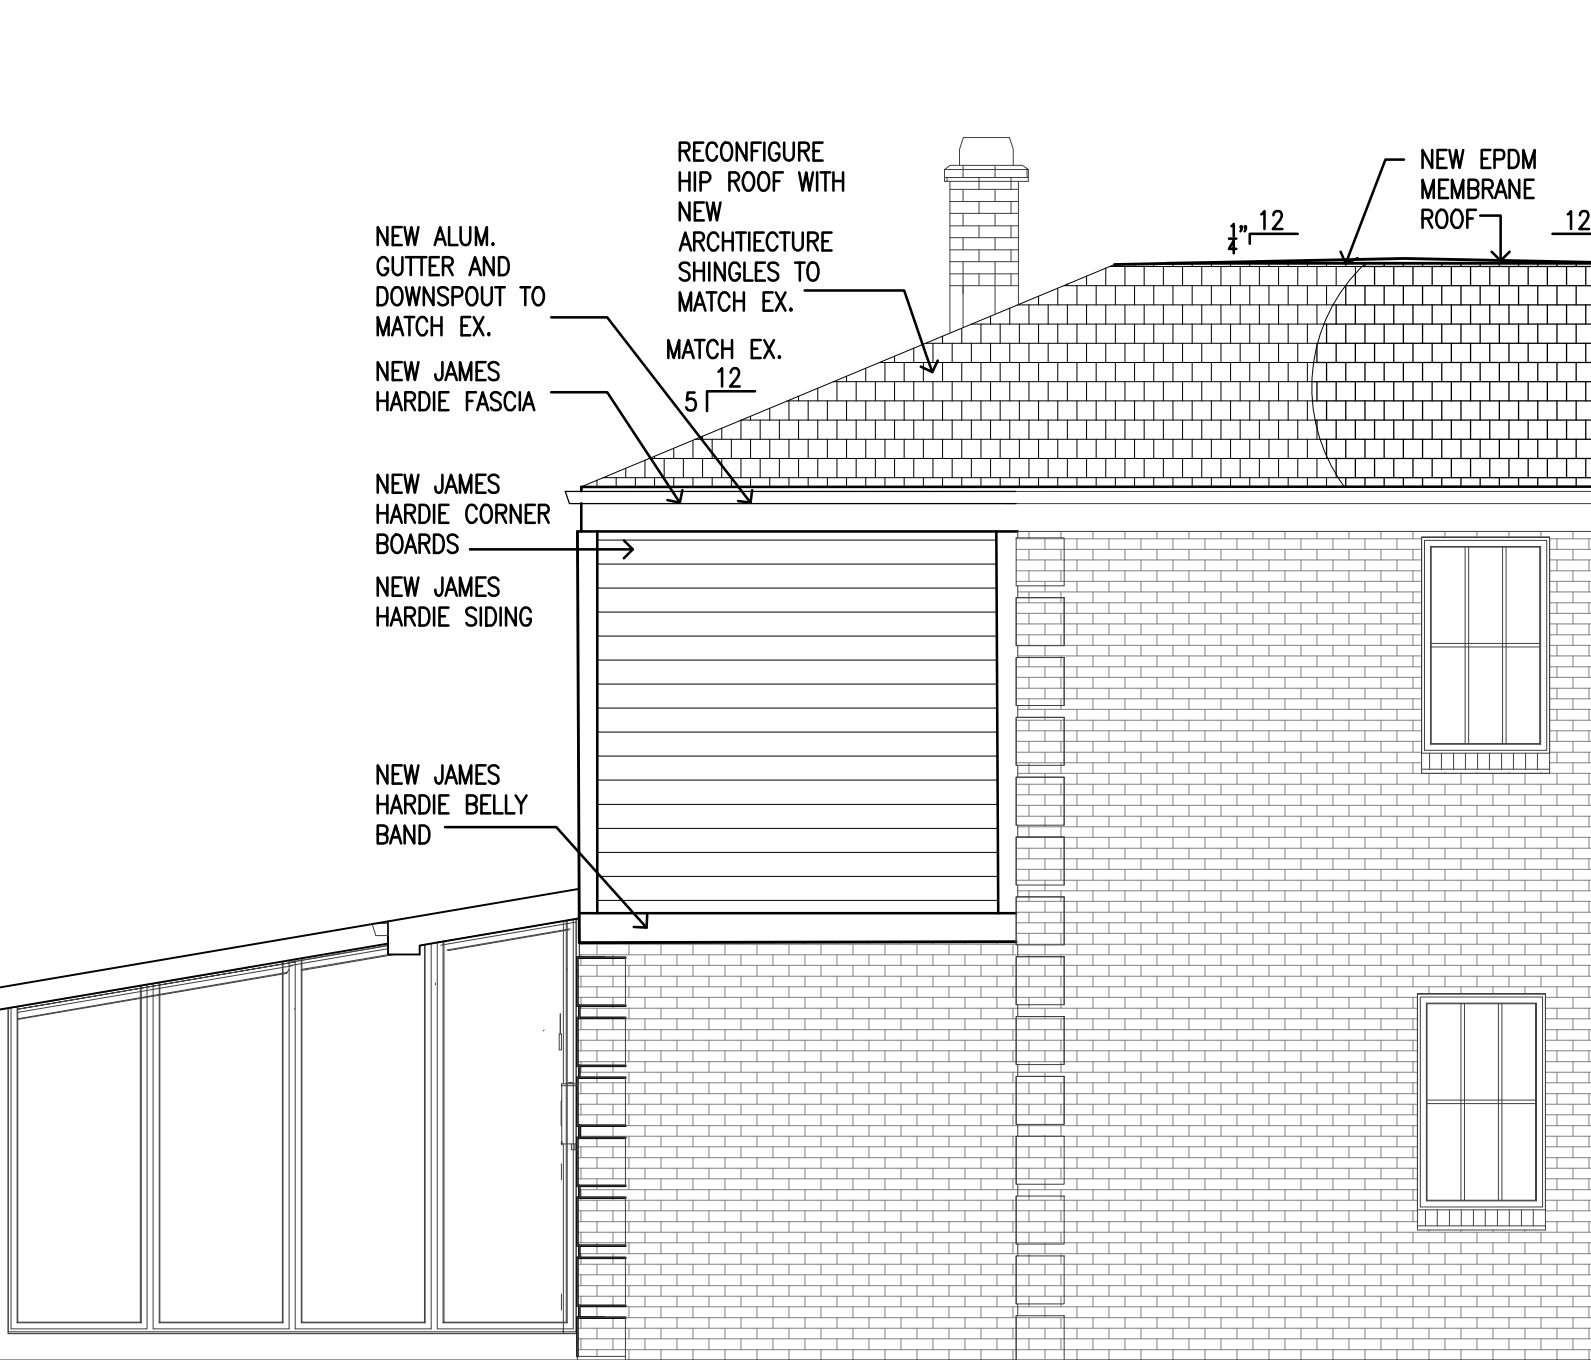 RECONFIGURE
HIP ROOF WITH
NEW
ARCHTIECTURE
SHINGLES TO
MATCH EX.
NEW EPDM
MEMBRANE
ROOF
1/4" 12
12
NEW ALUM.
GUTTER AND
DOWNSPOUT TO
MATCH EX.
MATCH EX.
12
5
NEW JAMES
HARDIE FASCIA
NEW JAMES
HARDIE CORNER
BOARDS
NEW JAMES
HARDIE SIDING
NEW JAMES
HARDIE BELLY
BAND